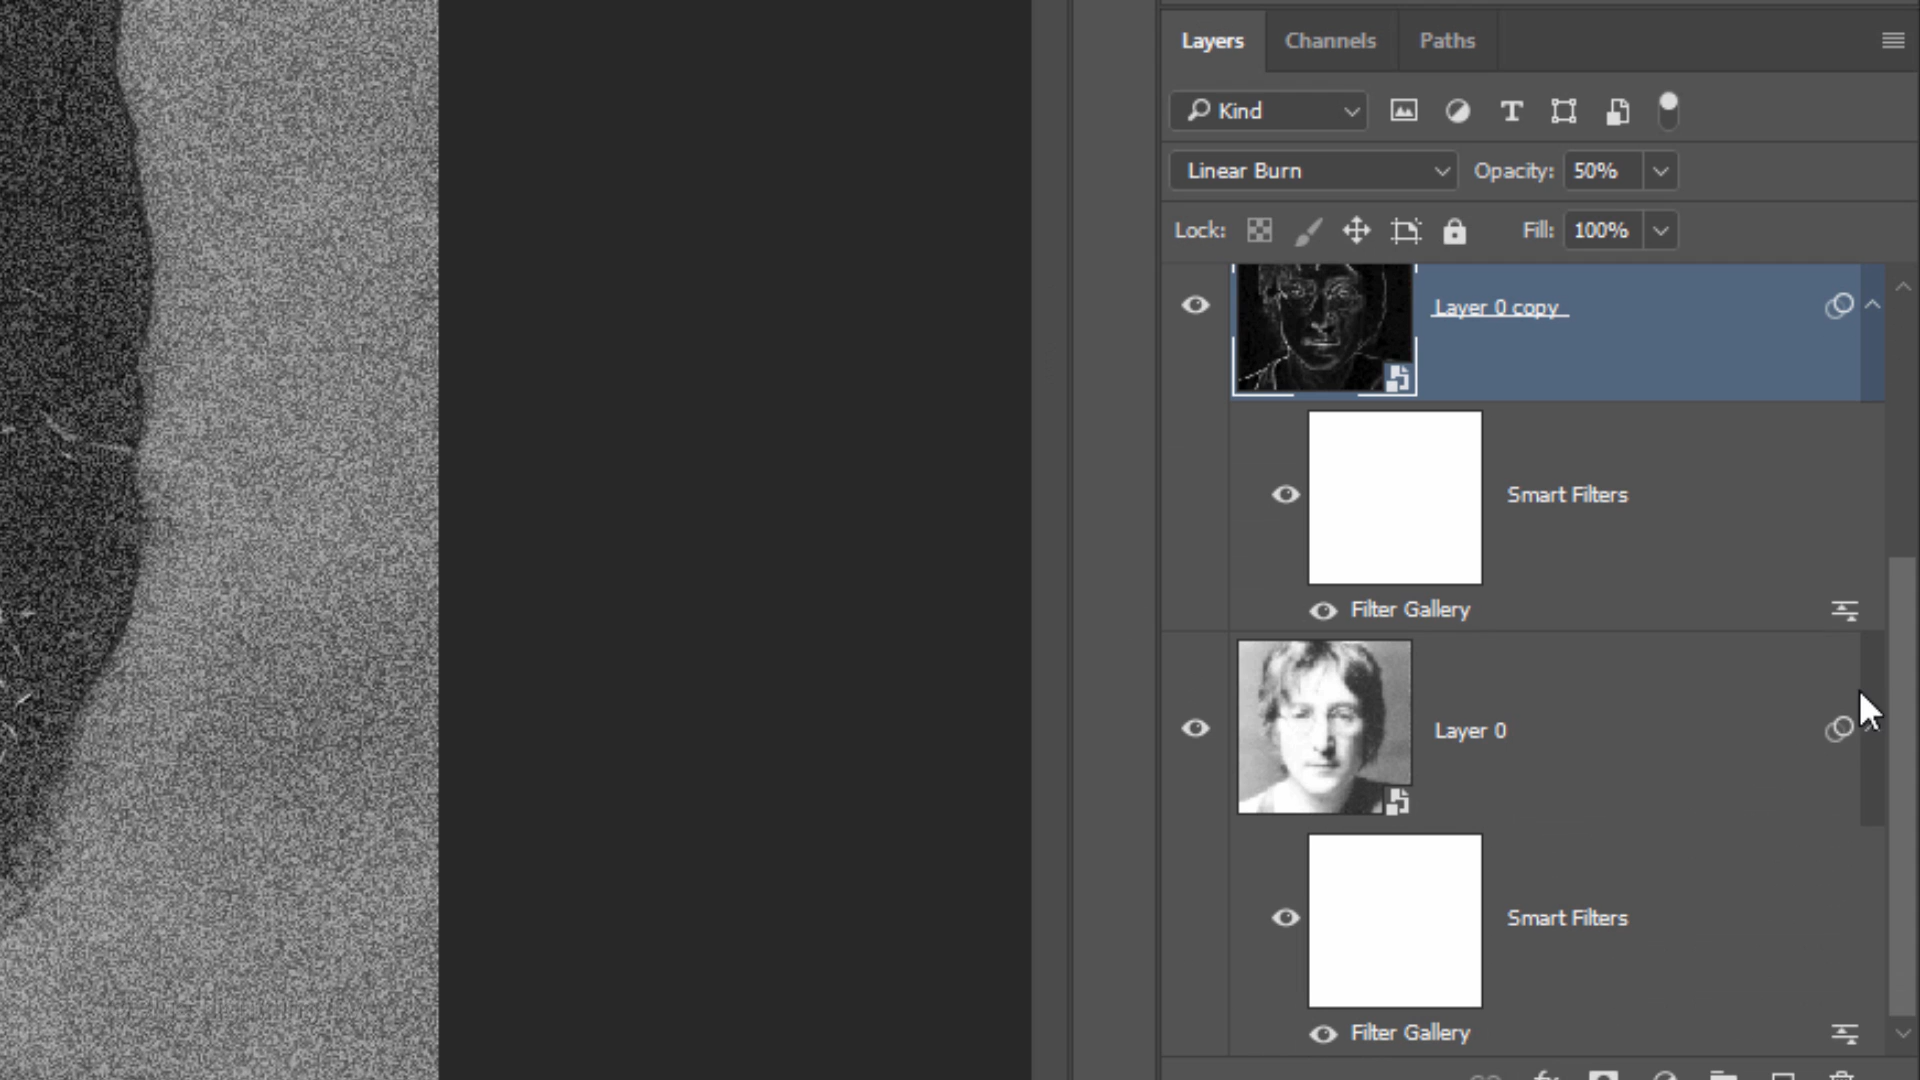 Layers Channels Paths
Kind
Linear Burn Opacity: 50%
Lock: Fill: 100%
Layer 0 copy
Smart Filters
Filter Gallery
Layer 0
Smart Filters
Filter Gallery